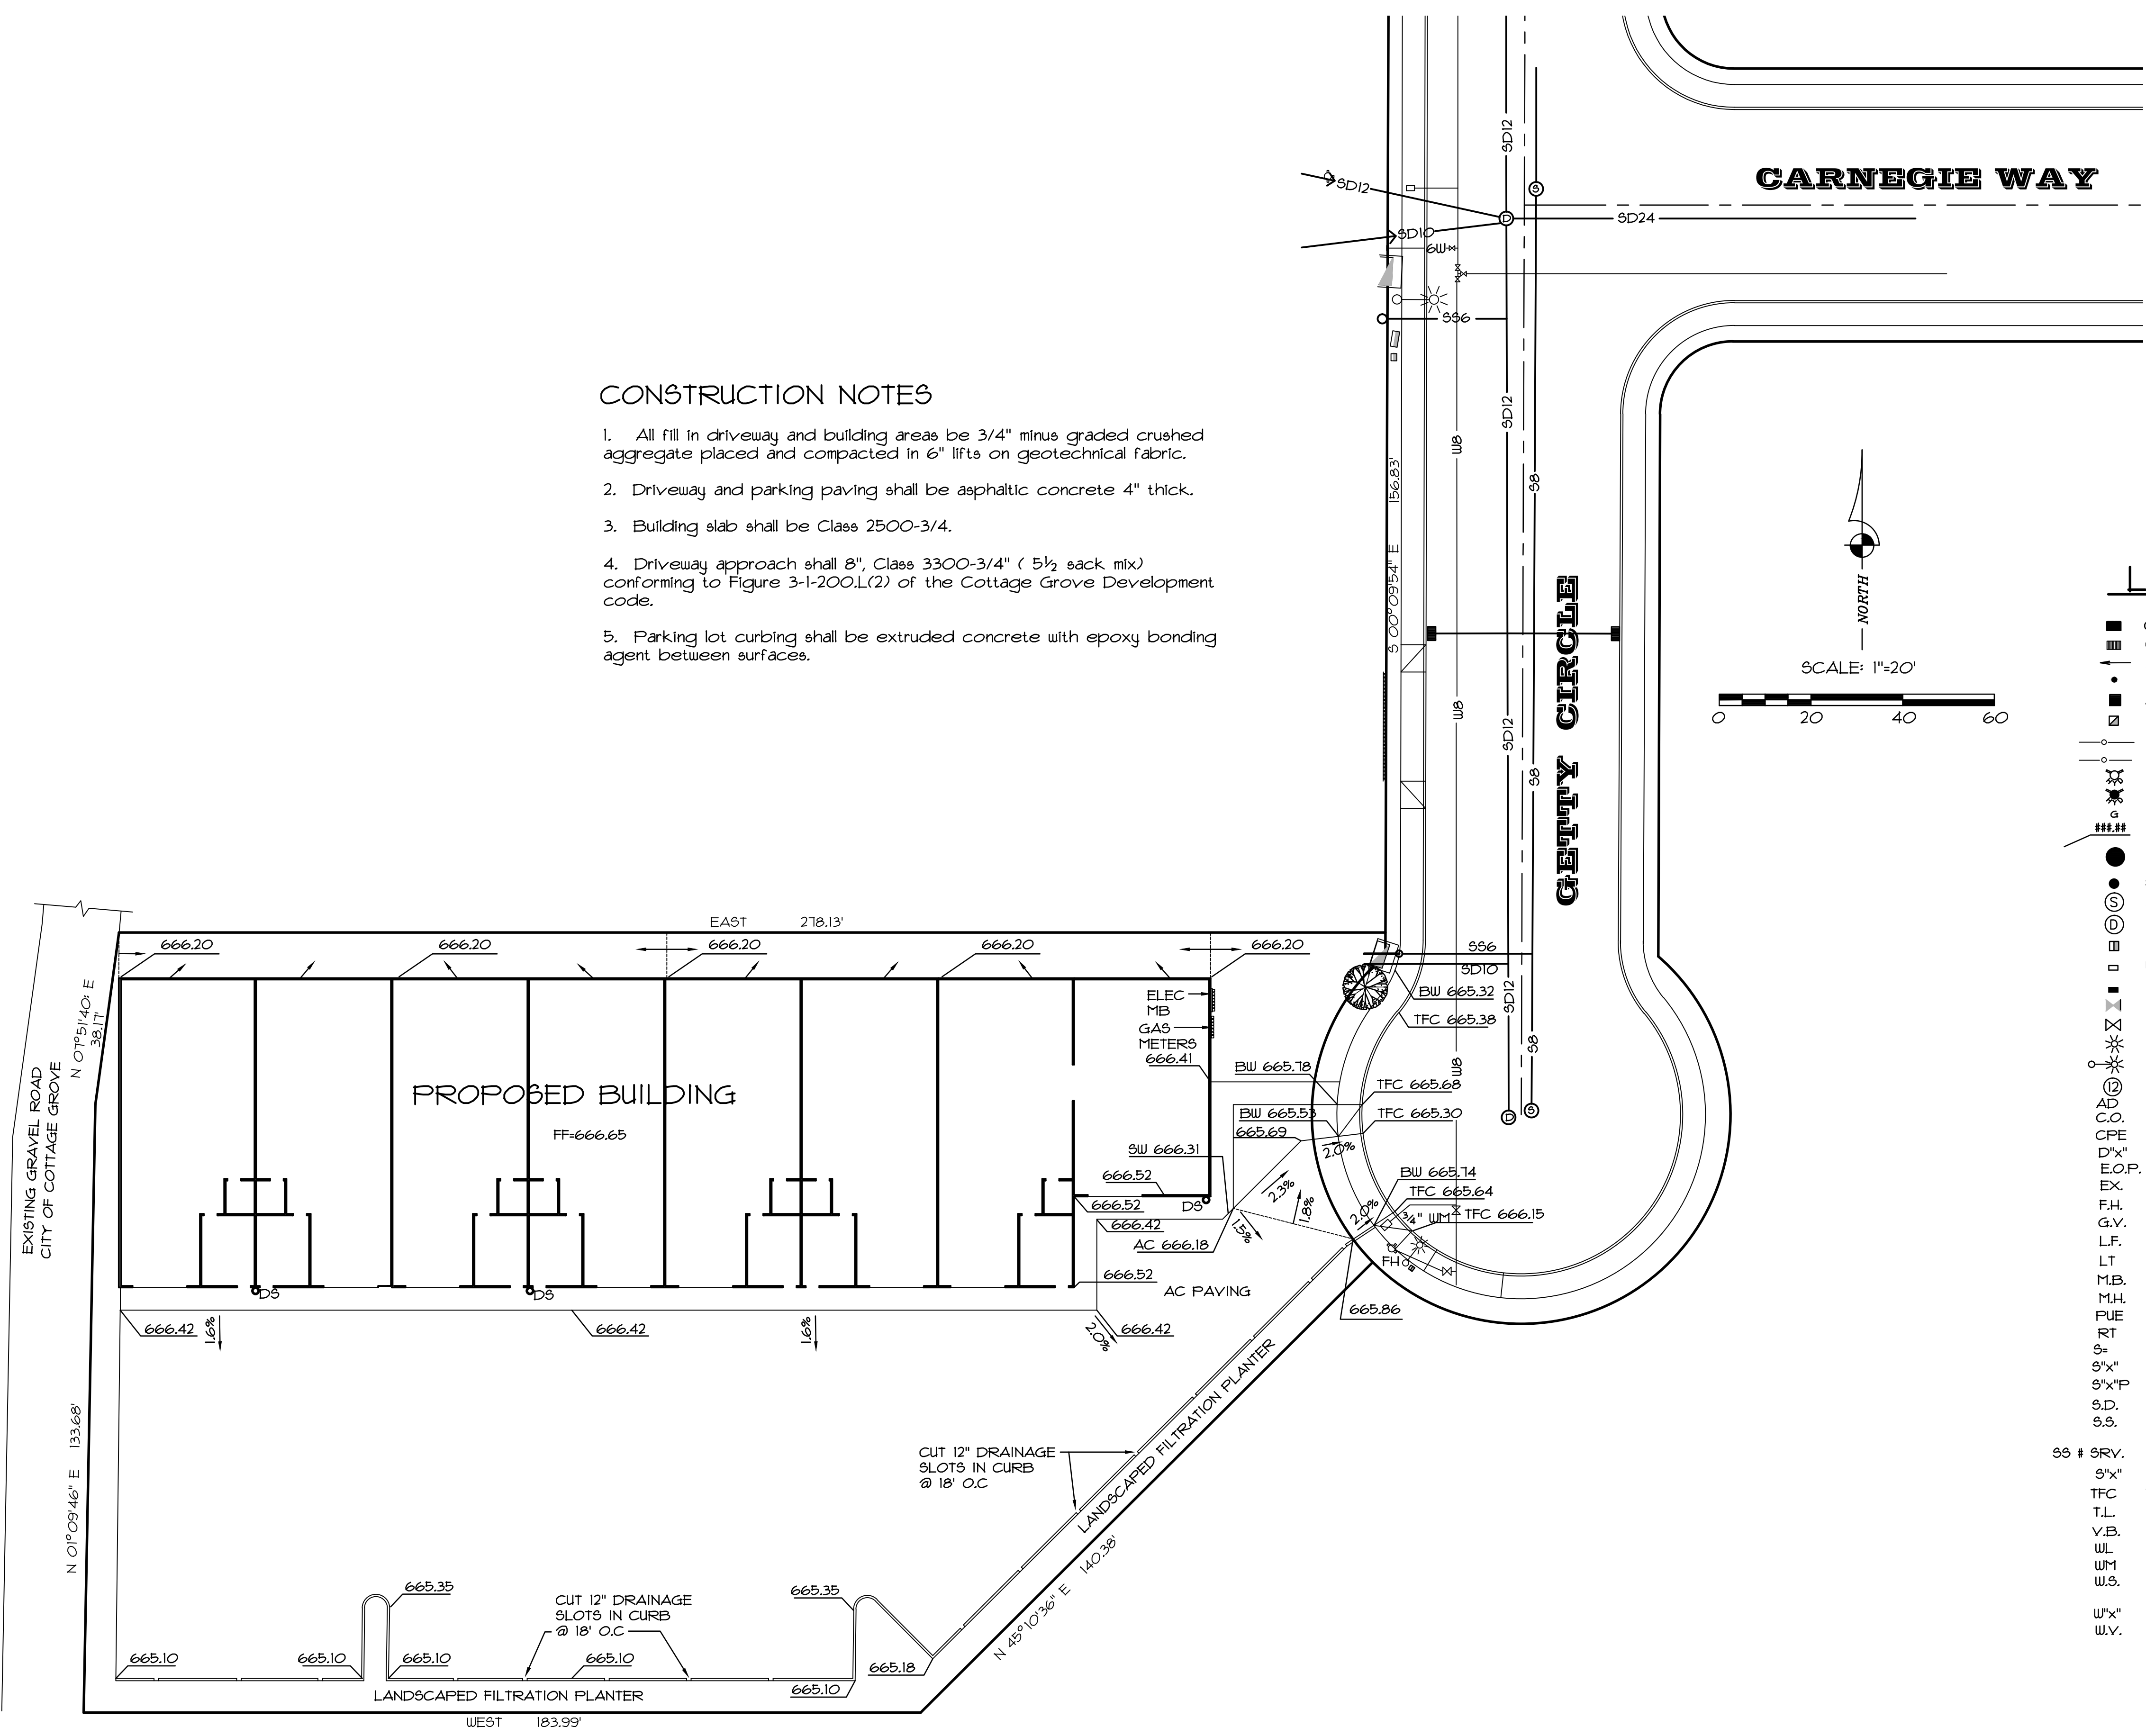 CARNEGIE WAY
SD12
SD12
SD24
SD10
6W
SS6
CONSTRUCTION NOTES
1. All fill in driveway and building areas be 3/4" minus graded crushed
aggregate placed and compacted in 6" lifts on geotechnical fabric.
2. Driveway and parking paving shall be asphaltic concrete 4" thick.
3. Building slab shall be Class 2500-3/4.
4. Driveway approach shall 8", Class 3300-3/4" ( 5½ sack mix)
conforming to Figure 3-1-200.L(2) of the Cottage Grove Development
code.
5. Parking lot curbing shall be extruded concrete with epoxy bonding
agent between surfaces.
S 00°09'54" E 156.83'
W8
SD12
S8
W8
SD12
S8
GETTY CIRCLE
NORTH
SCALE: 1"=20'
0 20 40 60
###.##
G
S
D
12
AD
C.O.
CPE
D"x"
E.O.P.
EX.
F.H.
G.V.
L.F.
LT
M.B.
M.H.
PUE
RT
S=
S"x"
S"x"P
S.D.
S.S.
SS # SRV.
S"x"
TFC
T.L.
V.B.
WL
WM
W.S.
W"x"
W.V.
EAST 278.13'
666.20
666.20
666.20
666.20
666.20
SS6
SD10
SD12
BW 665.32
TFC 665.38
W8
S8
D
S
ELEC
MB
GAS
METERS
666.41
BW 665.78
TFC 665.68
BW 665.53
TFC 665.30
665.69
2.0%
SW 666.31
666.52
666.52
DS
666.42
AC 666.18
2.3%
1.8%
1.5%
2.0%
BW 665.74
TFC 665.64
3/4" WM
TFC 666.15
FH
665.86
666.52
AC PAVING
PROPOSED BUILDING
FF=666.65
N 07°51'40: E
38.17'
EXISTING GRAVEL ROAD
CITY OF COTTAGE GROVE
DS
DS
666.42
1.6%
666.42
1.6%
2.0%
666.42
N 01°09'46" E 133.68'
CUT 12" DRAINAGE
SLOTS IN CURB
@ 18' O.C
LANDSCAPED FILTRATION PLANTER
N 45°10'36" E 140.38'
665.35
CUT 12" DRAINAGE
SLOTS IN CURB
@ 18' O.C
665.35
665.10
665.10
665.10
665.10
665.18
665.10
LANDSCAPED FILTRATION PLANTER
WEST 183.99'